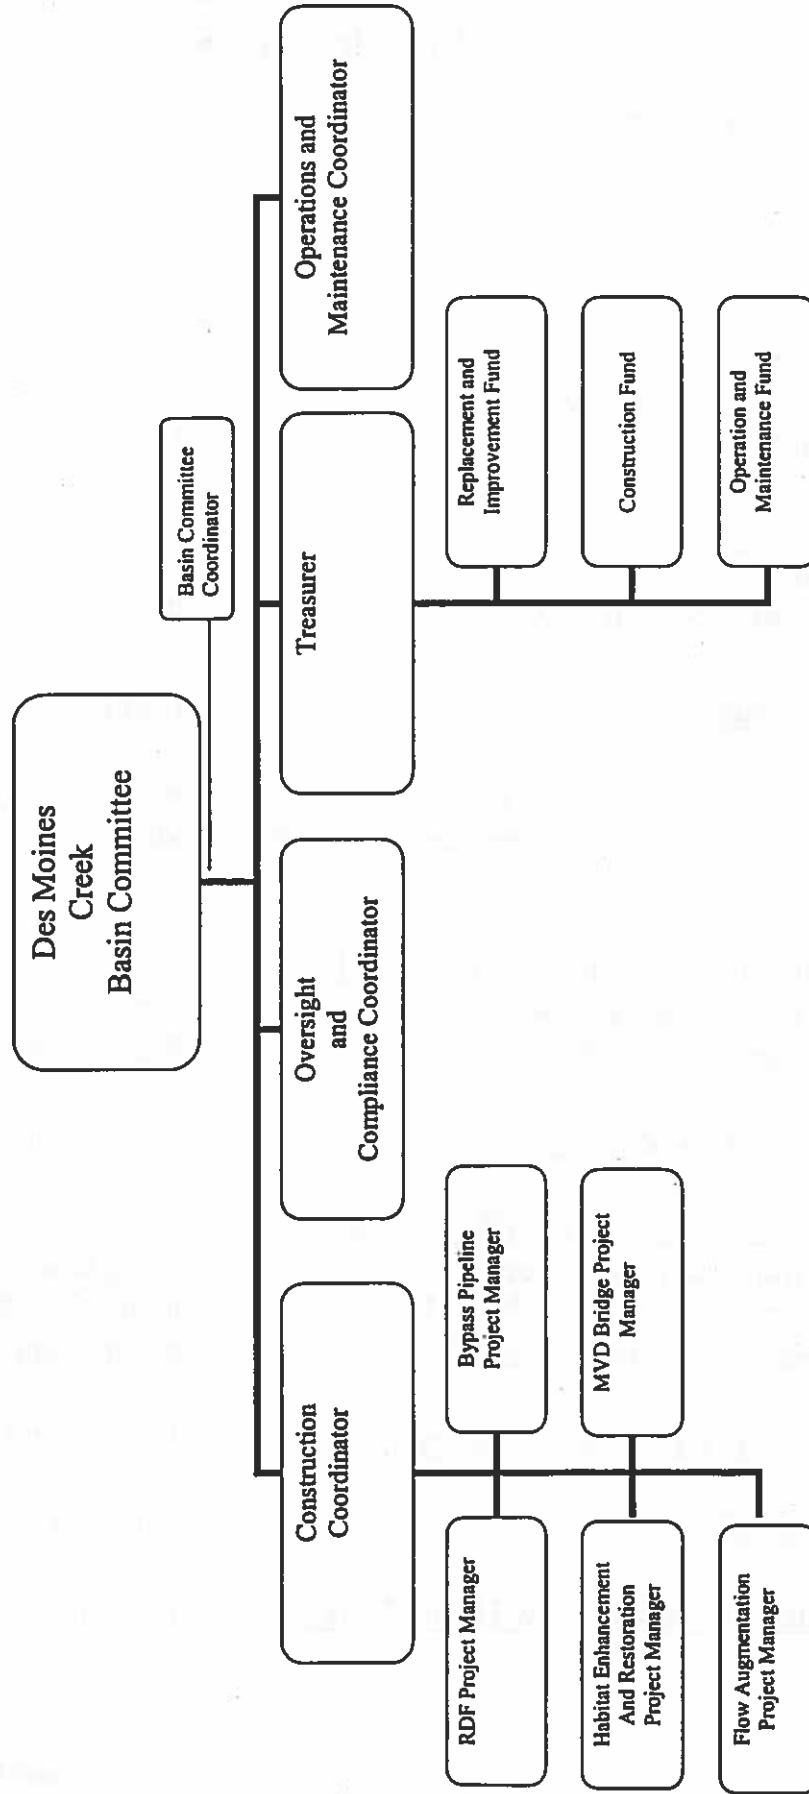 Des Moines
Creek
Basin Committee
Basin Committee
Coordinator
Construction
Coordinator
Oversight
and
Compliance Coordinator
Treasurer
Operations and
Maintenance Coordinator
RDF Project Manager
Bypass Pipeline
Project Manager
Habitat Enhancement
And Restoration
Project Manager
MVD Bridge Project
Manager
Flow Augmentation
Project Manager
Replacement and
Improvement Fund
Construction Fund
Operation and
Maintenance Fund